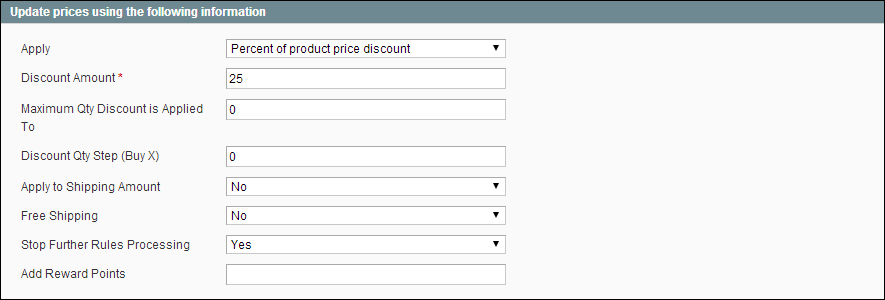 Update prices using the following information
Apply Percent of product price discount
Discount Amount * 25
Maximum Qty Discount is Applied 0
To
Discount Qty Step (Buy X) 0
Apply to Shipping Amount No
Free Shipping No
Stop Further Rules Processing Yes
Add Reward Points